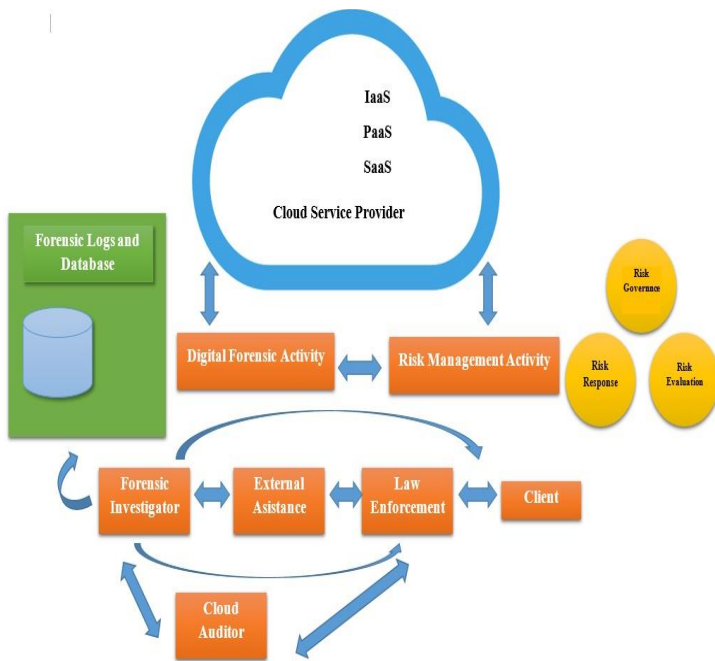 IaaS
PaaS
SaaS
Cloud Service Provider
Forensic Logs and
Database
Risk
Governnce
Digital Forensic Activity
Risk Management Activity
Risk
Response
Risk
Evaluation
Forensic
Investigator
External
Asistance
Law
Enforcement
Client
Cloud
Auditor